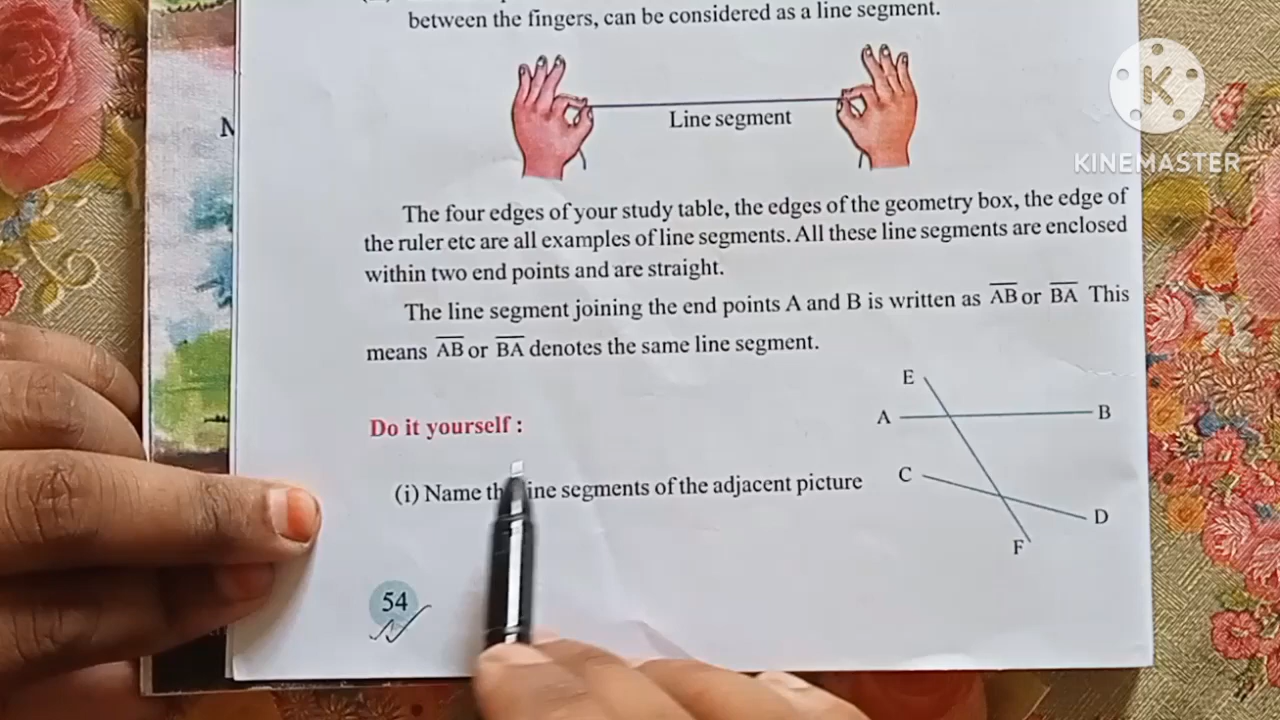 between the fingers, can be considered as a line segment.
Line segment
K
KINEMASTER
N
The four edges of your study table, the edges of the geometry box, the edge of
the ruler etc are all examples of line segments. All these line segments are enclosed
within two end points and are straight.
The line segment joining the end points A and B is written as A̅B̅ or B̅A̅ This
means A̅B̅ or B̅A̅ denotes the same line segment.
Do it yourself :
E
A
B
(i) Name line segments of the adjacent picture
C
D
F
54